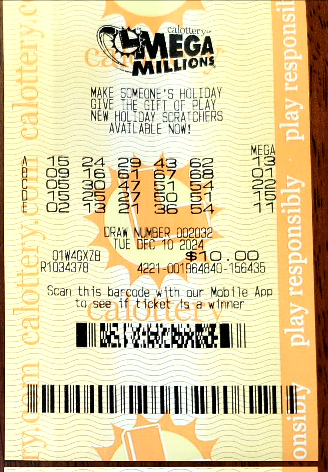 calottery
MEGA
MILLIONS
MAKE SOMEONE'S HOLIDAY
GIVE THE GIFT OF PLAY
NEW HOLIDAY SCRATCHERS
AVAILABLE NOW!
MEGA
A 15 24 29 43 62 13
B 09 16 61 67 68 01
C 05 30 47 51 54 22
D 15 25 27 50 51 15
E 02 13 21 36 54 11
DRAW NUMBER 002032
TUE DEC 10 2024
01W4GXZB $10.00
R1034378 4221-001964840-156435
Scan this barcode with our Mobile App
to see if ticket is a winner
calottery.com
play responsibly
play responsibly